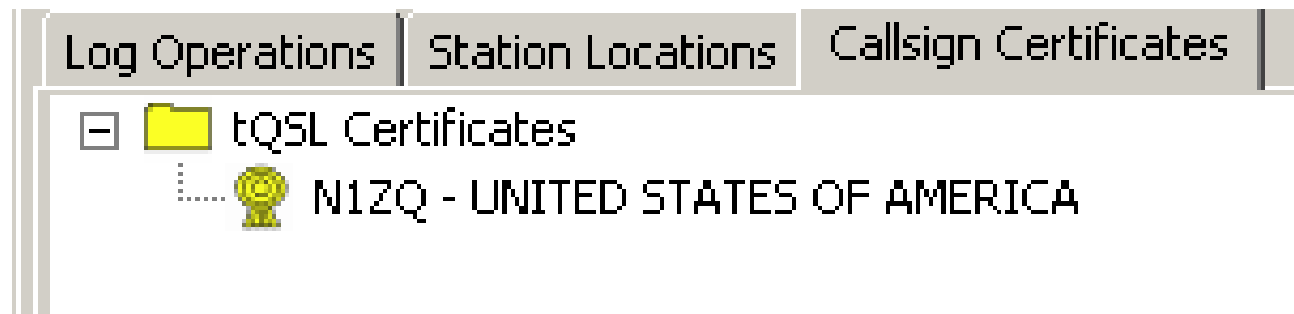 Log Operations Station Locations Callsign Certificates
tQSL Certificates
N1ZQ - UNITED STATES OF AMERICA